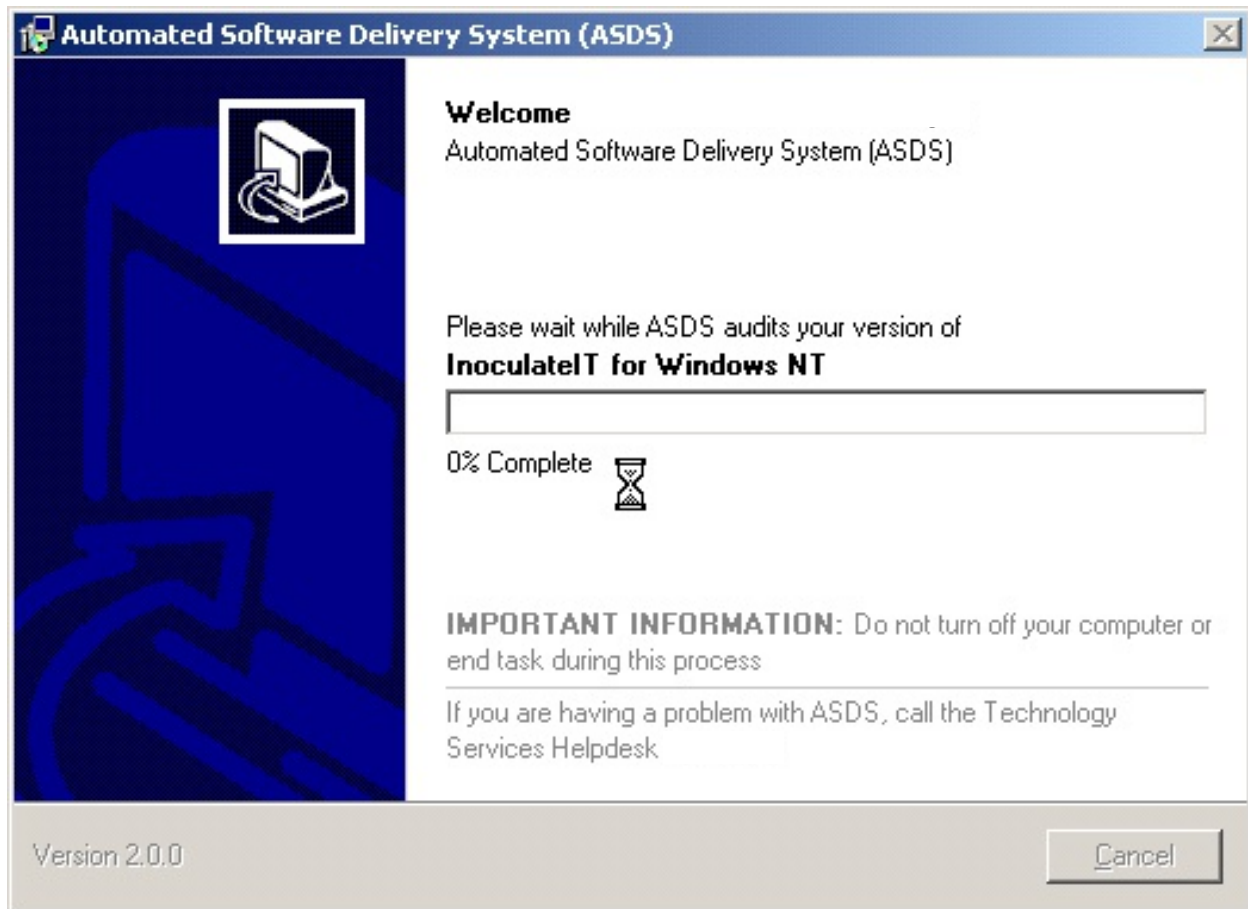 Automated Software Delivery System (ASDS)
Welcome
Automated Software Delivery System (ASDS)
Please wait while ASDS audits your version of
InoculateIT for Windows NT
0% Complete
IMPORTANT INFORMATION: Do not turn off your computer or
end task during this process
If you are having a problem with ASDS, call the Technology
Services Helpdesk
Version 2.0.0
Cancel